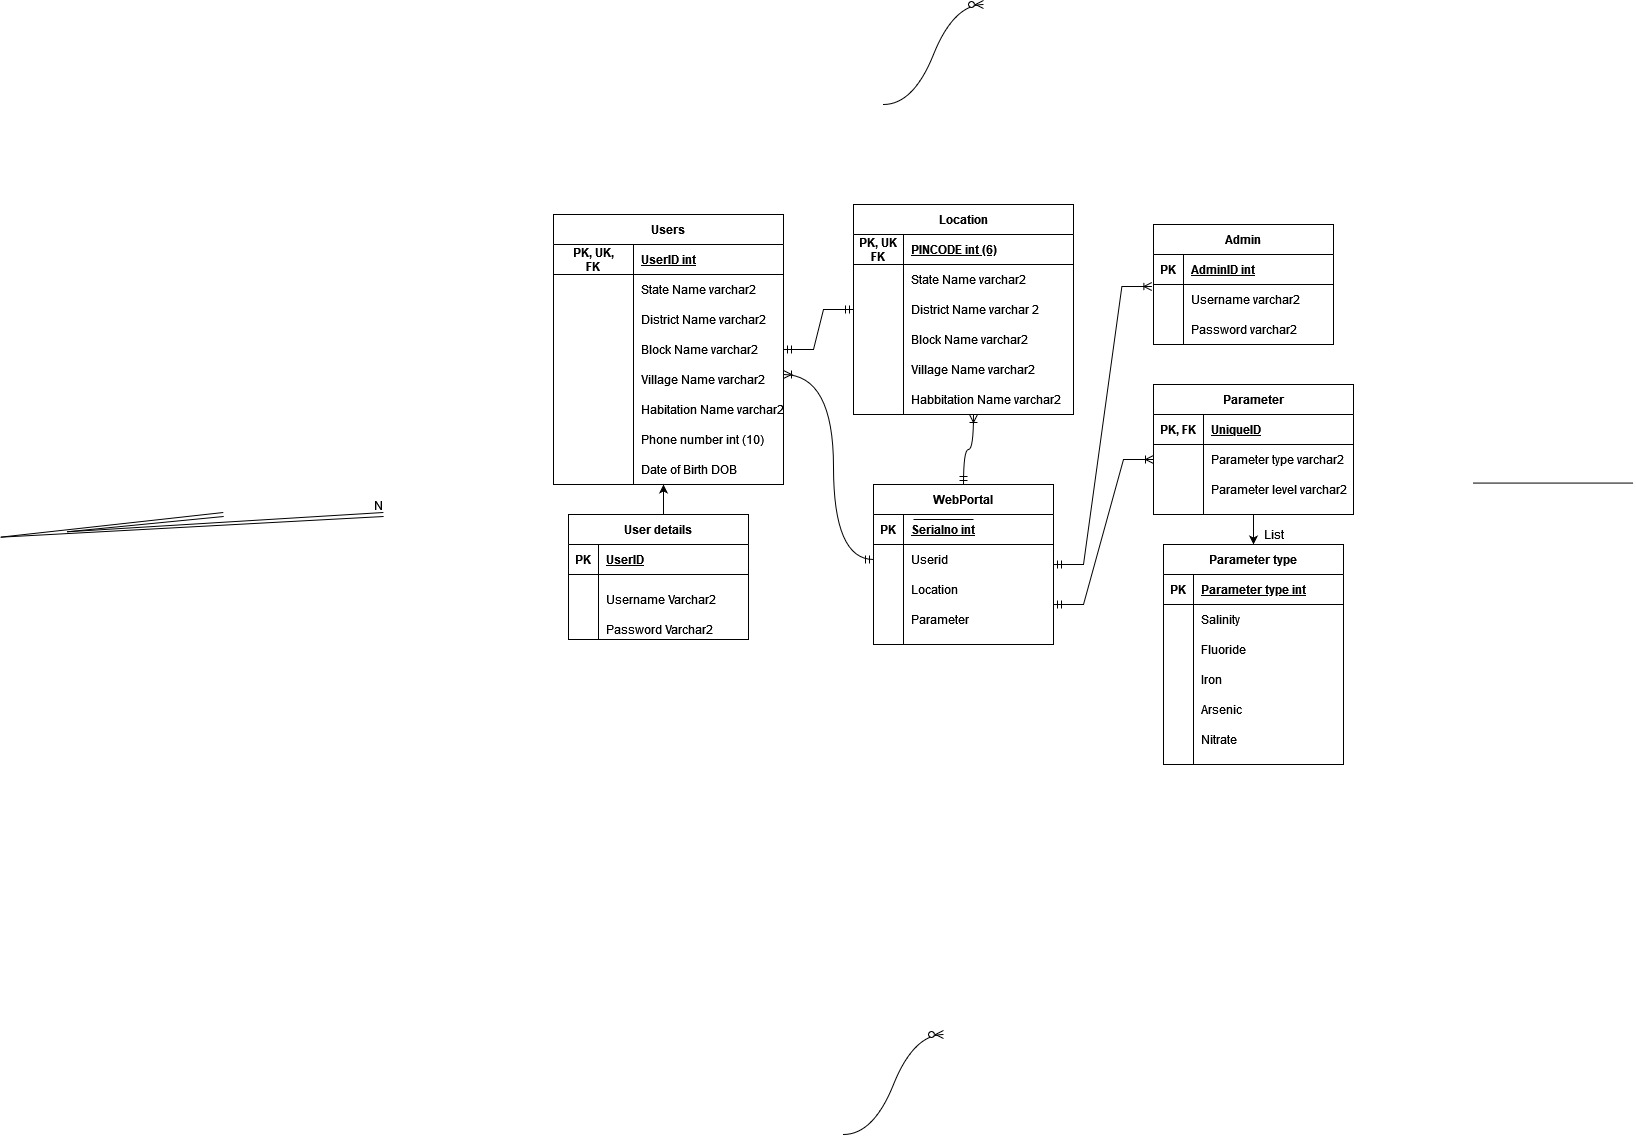 Users
PK, UK,
FK
UserID int
State Name varchar2
District Name varchar2
Block Name varchar2
Village Name varchar2
Habitation Name varchar2
Phone number int (10)
Date of Birth DOB
Location
PK, UK
FK
PINCODE int (6)
State Name varchar2
District Name varchar 2
Block Name varchar2
Village Name varchar2
Habbitation Name varchar2
Admin
PK AdminID int
Username varchar2
Password varchar2
Parameter
PK, FK UniqueID
Parameter type varchar2
Parameter level varchar2
N
User details
PK UserID
Username Varchar2
Password Varchar2
WebPortal
PK Serialno int
Userid
Location
Parameter
List
Parameter type
PK Parameter type int
Salinity
Fluoride
Iron
Arsenic
Nitrate